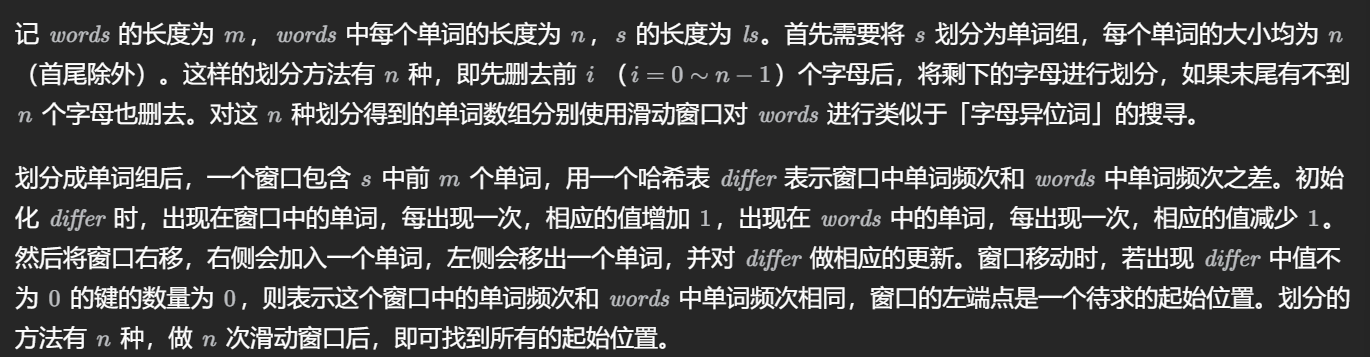 记 words 的长度为 m，words 中每个单词的长度为 n，s 的长度为 ls。首先需要将 s 划分为单词组，每个单词的大小均为 n
（首尾除外）。这样的划分方法有 n 种，即先删去前 i （i = 0 ∼ n − 1）个字母后，将剩下的字母进行划分，如果末尾有不到
n 个字母也删去。对这 n 种划分得到的单词数组分别使用滑动窗口对 words 进行类似于「字母异位词」的搜寻。
划分成单词组后，一个窗口包含 s 中前 m 个单词，用一个哈希表 differ 表示窗口中单词频次和 words 中单词频次之差。初始
化 differ 时，出现在窗口中的单词，每出现一次，相应的值增加 1，出现在 words 中的单词，每出现一次，相应的值减少 1。
然后将窗口右移，右侧会加入一个单词，左侧会移出一个单词，并对 differ 做相应的更新。窗口移动时，若出现 differ 中值不
为 0 的键的数量为 0，则表示这个窗口中的单词频次和 words 中单词频次相同，窗口的左端点是一个待求的起始位置。划分的
方法有 n 种，做 n 次滑动窗口后，即可找到所有的起始位置。